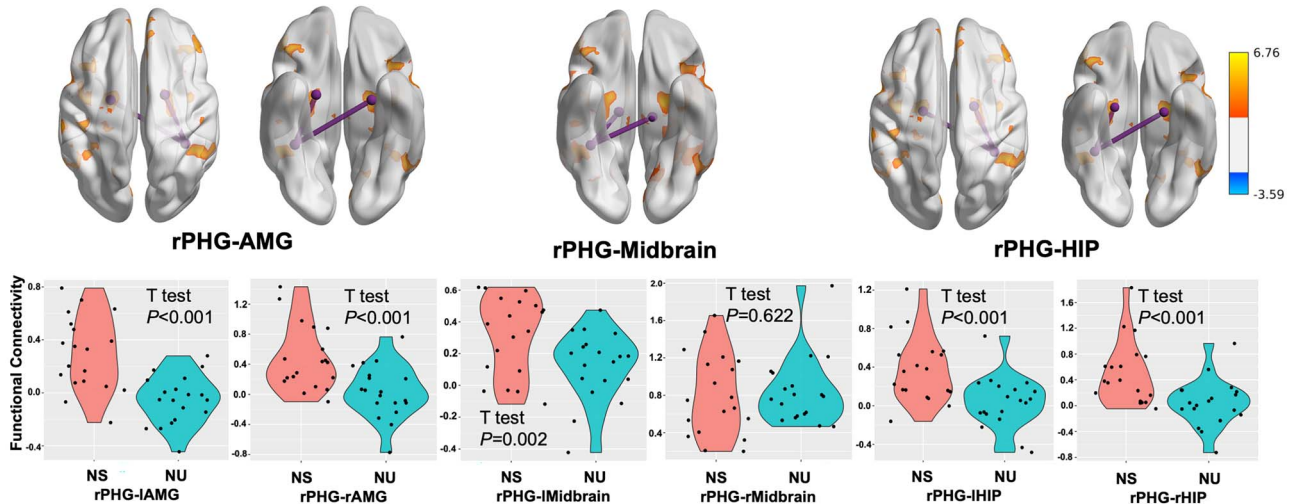 6.76
-3.59
rPHG-AMG
rPHG-Midbrain
rPHG-HIP
Functional Connectivity
0.8
0.4
0.0
-0.4
T test
P<0.001
NS NU
rPHG-lAMG
1.2
0.8
0.4
0.0
-0.4
-0.8
T test
P<0.001
NS NU
rPHG-rAMG
0.6
0.4
0.2
0.0
-0.2
-0.4
T test
P=0.002
NS NU
rPHG-lMidbrain
2.0
1.6
1.2
0.8
0.4
T test
P=0.622
NS NU
rPHG-rMidbrain
1.2
0.8
0.4
0.0
-0.4
T test
P<0.001
NS NU
rPHG-lHIP
1.6
1.2
0.8
0.4
0.0
-0.4
-0.8
T test
P<0.001
NS NU
rPHG-rHIP